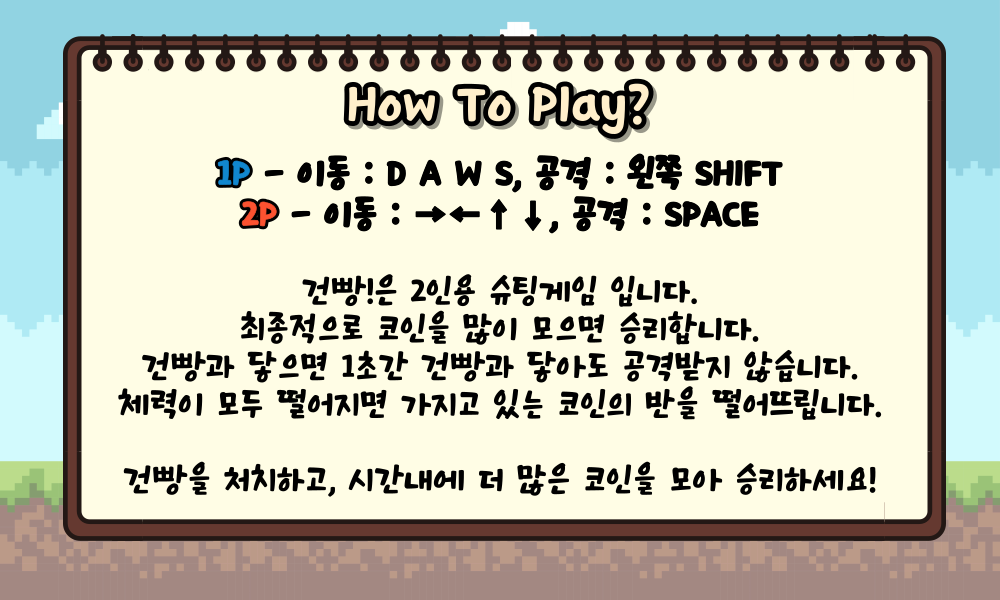 How To Play?
1P - 이동 : D A W S, 공격 : 왼쪽 SHIFT
2P - 이동 : →← ↑ ↓, 공격 : SPACE
건빵!은 2인용 슈팅게임 입니다.
최종적으로 코인을 많이 모으면 승리합니다.
건빵과 닿으면 1초간 건빵과 닿아도 공격받지 않습니다.
체력이 모두 떨어지면 가지고 있는 코인의 반을 떨어뜨립니다.
건빵을 처치하고, 시간내에 더 많은 코인을 모아 승리하세요!